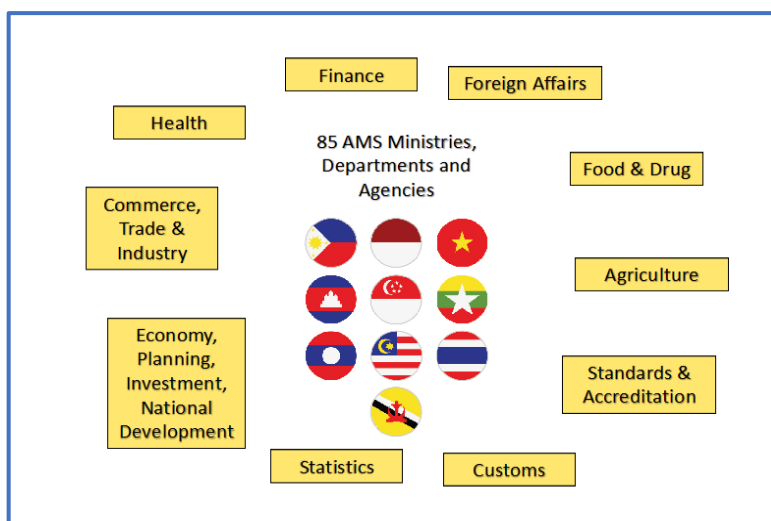 Finance
Foreign Affairs
Health
85 AMS Ministries,
Departments and
Agencies
Food & Drug
Commerce,
Trade &
Industry
Agriculture
Economy,
Planning,
Investment,
National
Development
Standards &
Accreditation
Statistics
Customs